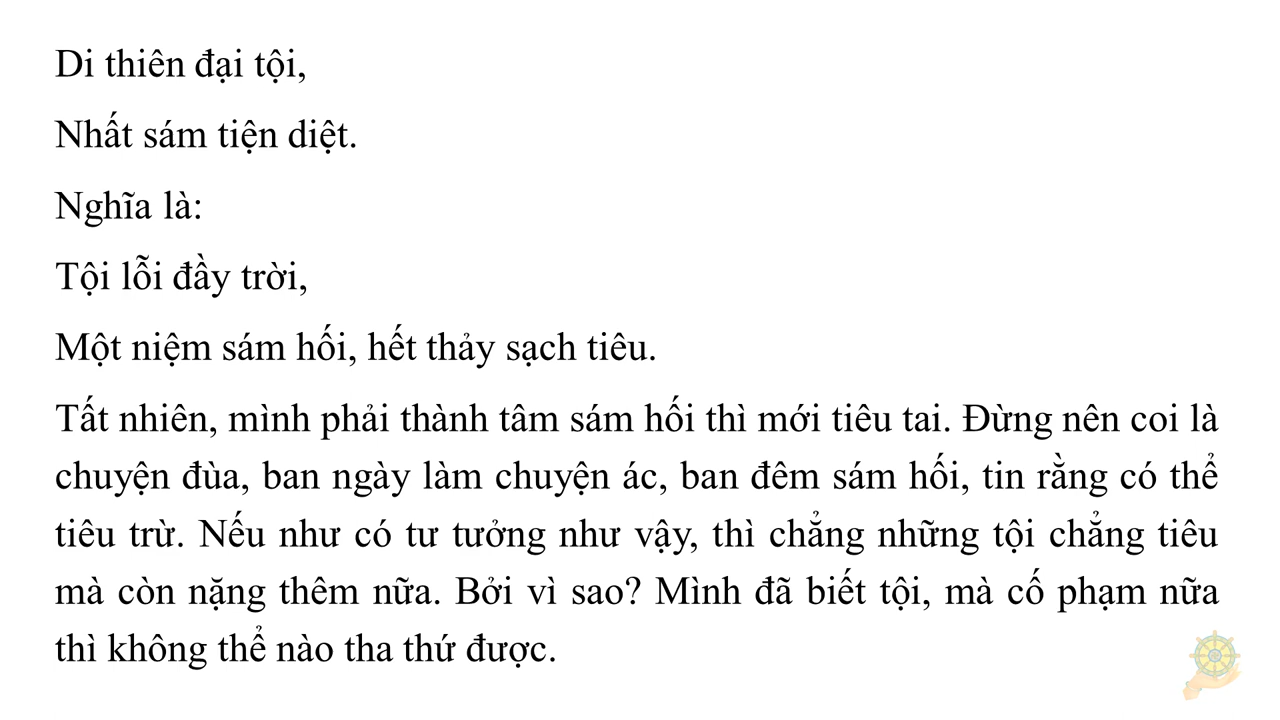 Di thiên đại tội,
Nhất sám tiện diệt.
Nghĩa là:
Tội lỗi đầy trời,
Một niệm sám hối, hết thảy sạch tiêu.
Tất nhiên, mình phải thành tâm sám hối thì mới tiêu tai. Đừng nên coi là
chuyện đùa, ban ngày làm chuyện ác, ban đêm sám hối, tin rằng có thể
tiêu trừ. Nếu như có tư tưởng như vậy, thì chẳng những tội chẳng tiêu
mà còn nặng thêm nữa. Bởi vì sao? Mình đã biết tội, mà cố phạm nữa
thì không thể nào tha thứ được.